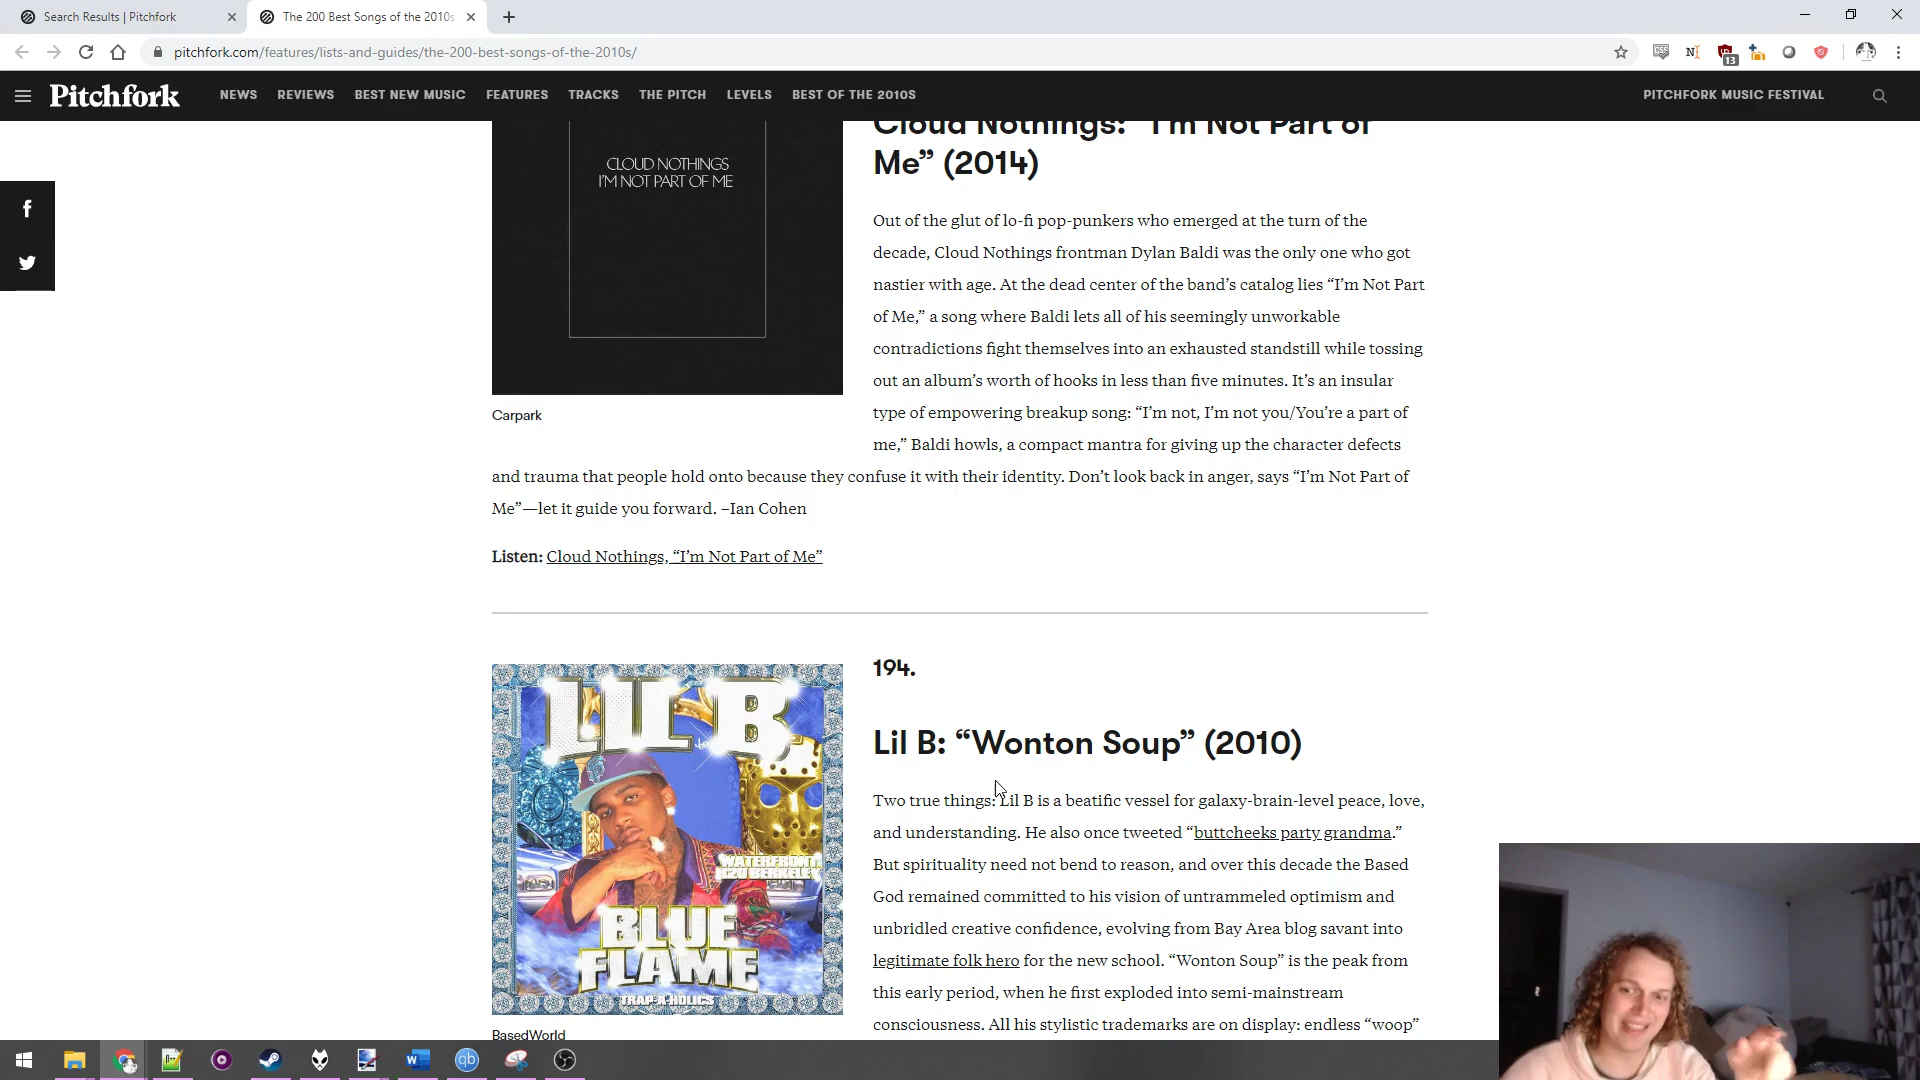 Search Results | Pitchfork
The 200 Best Songs of the 2010s
pitchfork.com/features/lists-and-guides/the-200-best-songs-of-the-2010s/
13
Pitchfork
NEWS
REVIEWS
BEST NEW MUSIC
FEATURES
TRACKS
THE PITCH
LEVELS
BEST OF THE 2010S
PITCHFORK MUSIC FESTIVAL
CLOUD NOTHINGS
I'M NOT PART OF ME
Carpark
Cloud Nothings: “I’m Not Part of
Me” (2014)
Out of the glut of lo-fi pop-punkers who emerged at the turn of the
decade, Cloud Nothings frontman Dylan Baldi was the only one who got
nastier with age. At the dead center of the band’s catalog lies “I’m Not Part
of Me,” a song where Baldi lets all of his seemingly unworkable
contradictions fight themselves into an exhausted standstill while tossing
out an album’s worth of hooks in less than five minutes. It’s an insular
type of empowering breakup song: “I’m not, I’m not you/You’re a part of
me,” Baldi howls, a compact mantra for giving up the character defects
and trauma that people hold onto because they confuse it with their identity. Don’t look back in anger, says “I’m Not Part of
Me”—let it guide you forward. –Ian Cohen
Listen: Cloud Nothings, “I’m Not Part of Me”
LIL B
WATERFRONT
BLUE
FLAME
TRAP-A-HOLICS
BasedWorld
194.
Lil B: “Wonton Soup” (2010)
Two true things: Lil B is a beatific vessel for galaxy-brain-level peace, love,
and understanding. He also once tweeted “buttcheeks party grandma.”
But spirituality need not bend to reason, and over this decade the Based
God remained committed to his vision of untrammeled optimism and
unbridled creative confidence, evolving from Bay Area blog savant into
legitimate folk hero for the new school. “Wonton Soup” is the peak from
this early period, when he first exploded into semi-mainstream
consciousness. All his stylistic trademarks are on display: endless “woop”